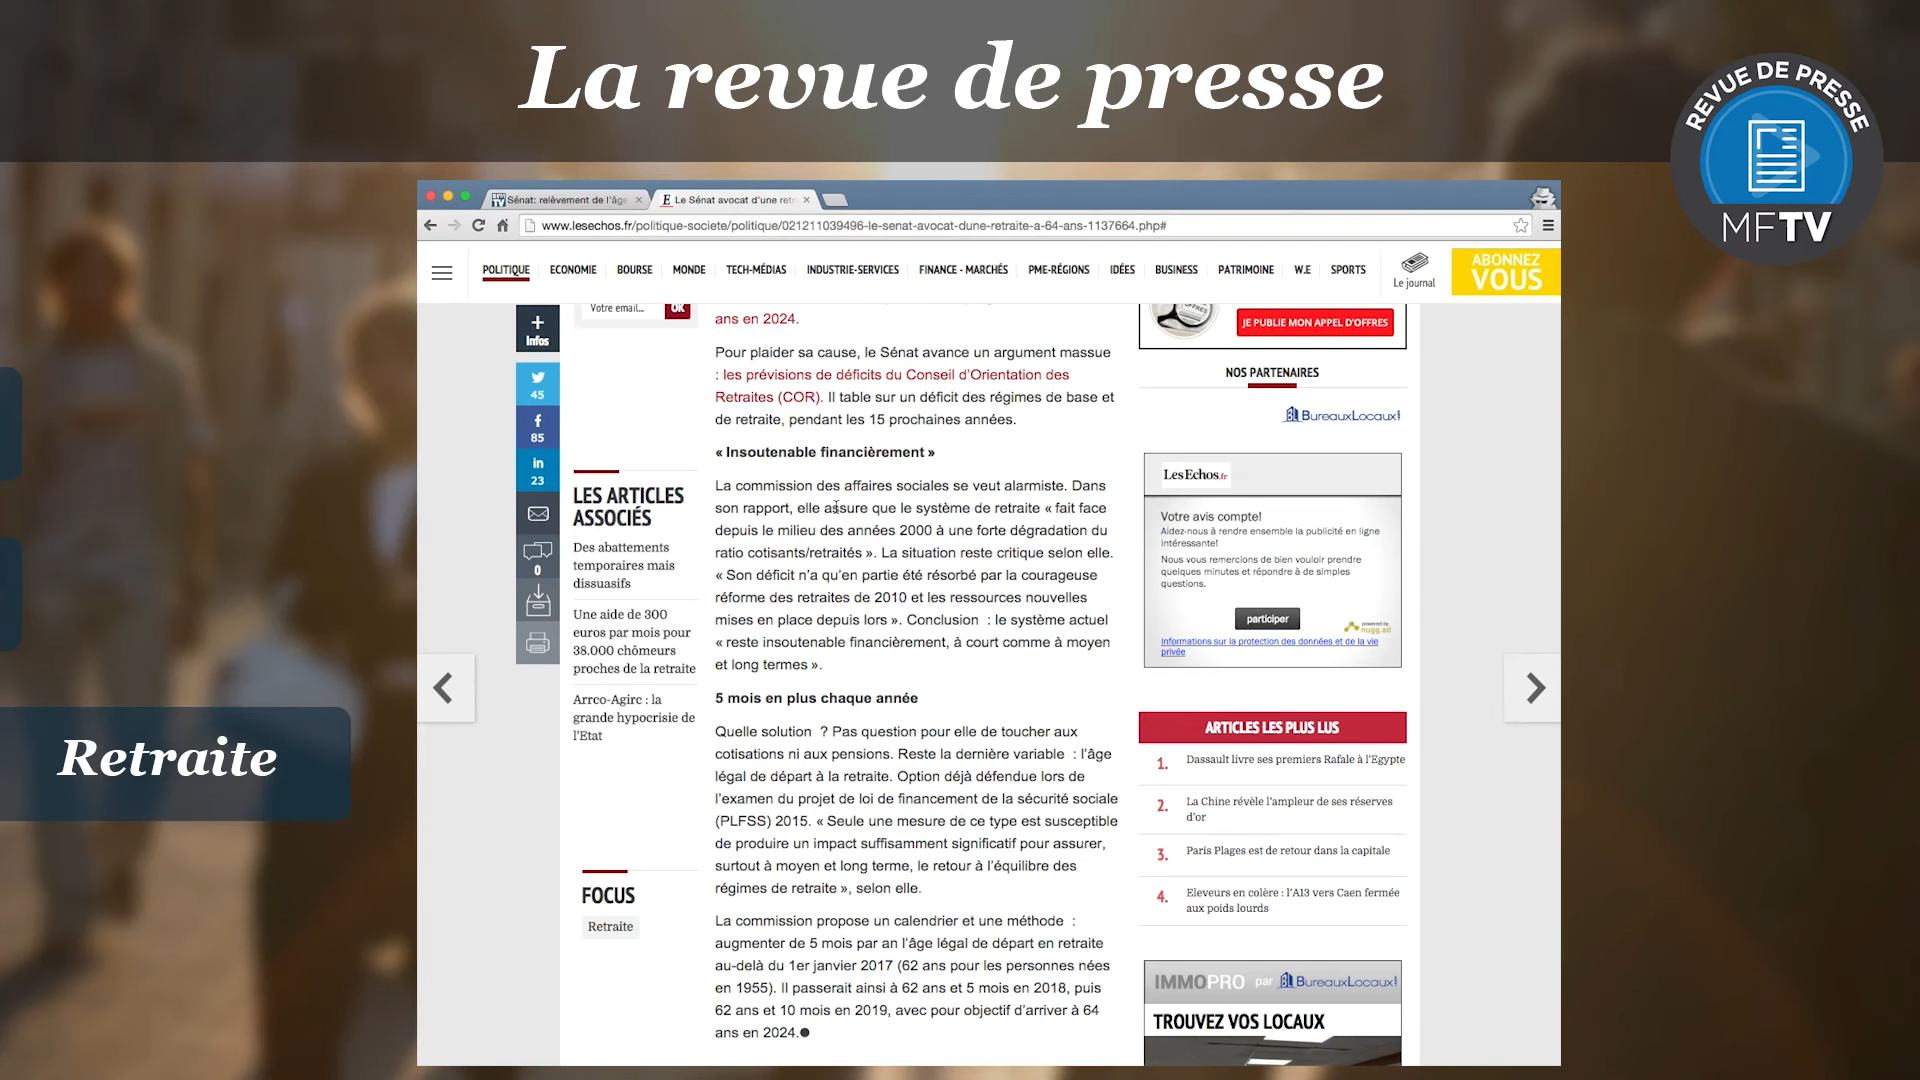 La revue de presse
REVUE DE PRESSE
MFTV
Sénat: relèvement de l'âge
Le Sénat avocat d'une retr
www.lesechos.fr/politique-societe/politique/021211039496-le-senat-avocat-dune-retraite-a-64-ans-1137664.php#
POLITIQUE
ECONOMIE
BOURSE
MONDE
TECH-MÉDIAS
INDUSTRIE-SERVICES
FINANCE - MARCHÉS
PME-RÉGIONS
IDÉES
BUSINESS
PATRIMOINE
W.E
SPORTS
Le journal
ABONNEZ
VOUS
+
Infos
45
85
in
23
0
Votre email...
OK
LES ARTICLES
ASSOCIÉS
Des abattements
temporaires mais
dissuasifs
Une aide de 300
euros par mois pour
38.000 chômeurs
proches de la retraite
Arrco-Agirc : la
grande hypocrisie de
l'Etat
FOCUS
Retraite
ans en 2024.
Pour plaider sa cause, le Sénat avance un argument massue
: les prévisions de déficits du Conseil d'Orientation des
Retraites (COR). Il table sur un déficit des régimes de base et
de retraite, pendant les 15 prochaines années.
« Insoutenable financièrement »
La commission des affaires sociales se veut alarmiste. Dans
son rapport, elle assure que le système de retraite « fait face
depuis le milieu des années 2000 à une forte dégradation du
ratio cotisants/retraités ». La situation reste critique selon elle.
« Son déficit n'a qu'en partie été résorbé par la courageuse
réforme des retraites de 2010 et les ressources nouvelles
mises en place depuis lors ». Conclusion : le système actuel
« reste insoutenable financièrement, à court comme à moyen
et long termes ».
5 mois en plus chaque année
Quelle solution ? Pas question pour elle de toucher aux
cotisations ni aux pensions. Reste la dernière variable : l'âge
légal de départ à la retraite. Option déjà défendue lors de
l'examen du projet de loi de financement de la sécurité sociale
(PLFSS) 2015. « Seule une mesure de ce type est susceptible
de produire un impact suffisamment significatif pour assurer,
surtout à moyen et long terme, le retour à l'équilibre des
régimes de retraite », selon elle.
La commission propose un calendrier et une méthode :
augmenter de 5 mois par an l'âge légal de départ en retraite
au-delà du 1er janvier 2017 (62 ans pour les personnes nées
en 1955). Il passerait ainsi à 62 ans et 5 mois en 2018, puis
62 ans et 10 mois en 2019, avec pour objectif d'arriver à 64
ans en 2024.
OFFRES
JE PUBLIE MON APPEL D'OFFRES
NOS PARTENAIRES
BureauxLocaux!
LesEchos.fr
Votre avis compte!
Aidez-nous à rendre ensemble la publicité en ligne
intéressante!
Nous vous remercions de bien vouloir prendre
quelques minutes et répondre à de simples
questions.
participer
powered by
nugg.ad
Informations sur la protection des données et de la vie
privée
ARTICLES LES PLUS LUS
1. Dassault livre ses premiers Rafale à l'Egypte
2. La Chine révèle l'ampleur de ses réserves
d'or
3. Paris Plages est de retour dans la capitale
4. Eleveurs en colère : l'A13 vers Caen fermée
aux poids lourds
IMMOPRO par BureauxLocaux!
TROUVEZ VOS LOCAUX
Retraite